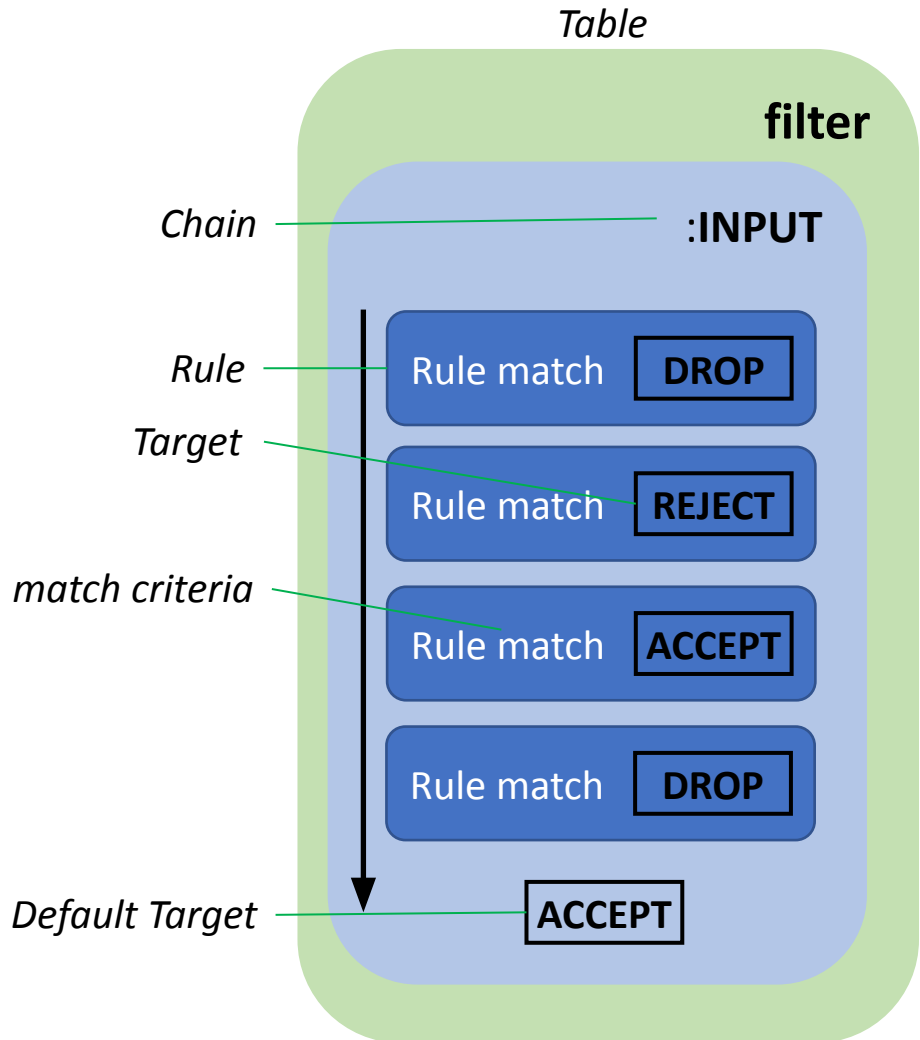 Table
filter
Chain
:INPUT
Rule
Rule match DROP
Target
Rule match REJECT
match criteria
Rule match ACCEPT
Rule match DROP
Default Target
ACCEPT